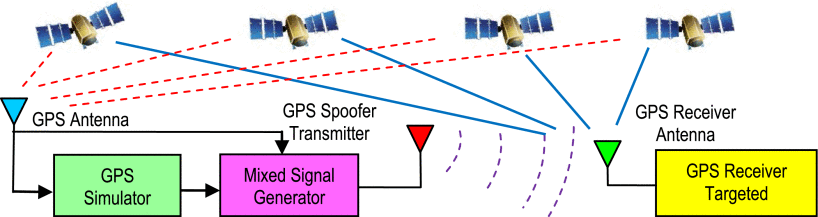 GPS Antenna
GPS Spoofer
Transmitter
GPS Receiver
Antenna
GPS
Simulator
Mixed Signal
Generator
GPS Receiver
Targeted